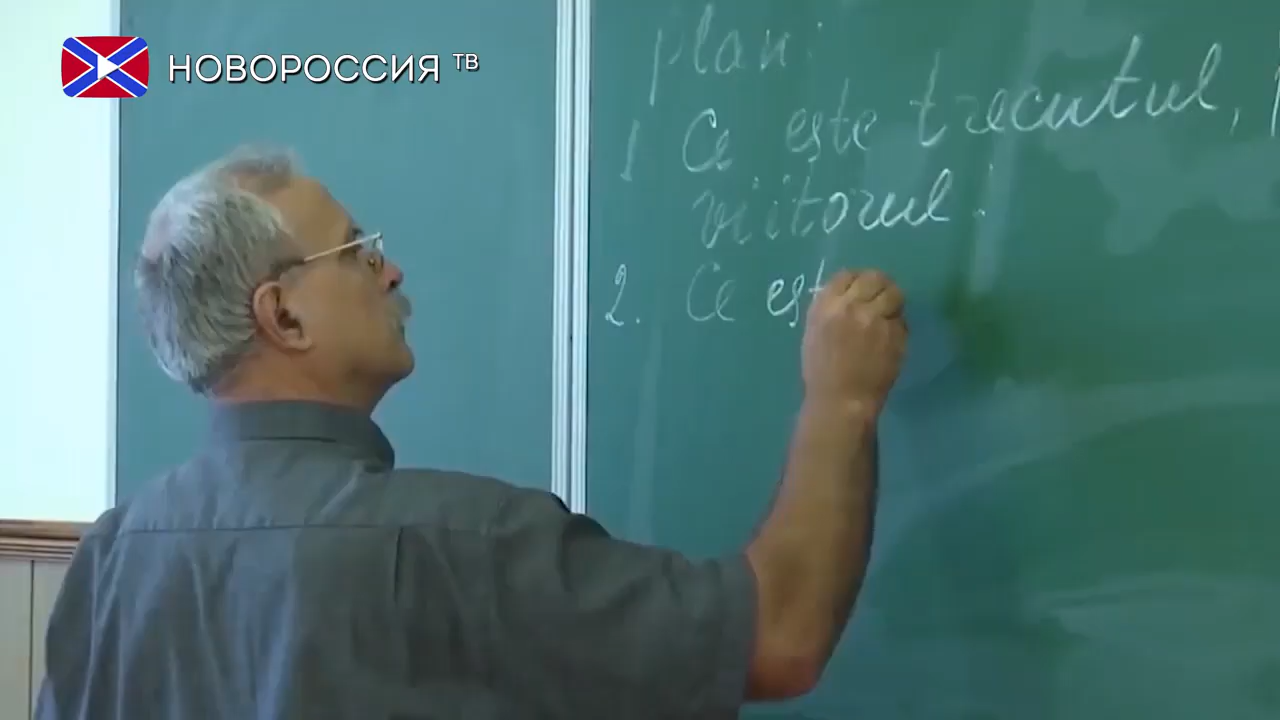 НОВОРОССИЯ ТВ
plan:
1 Ce este trecutul,
viitorul?
2. Ce est